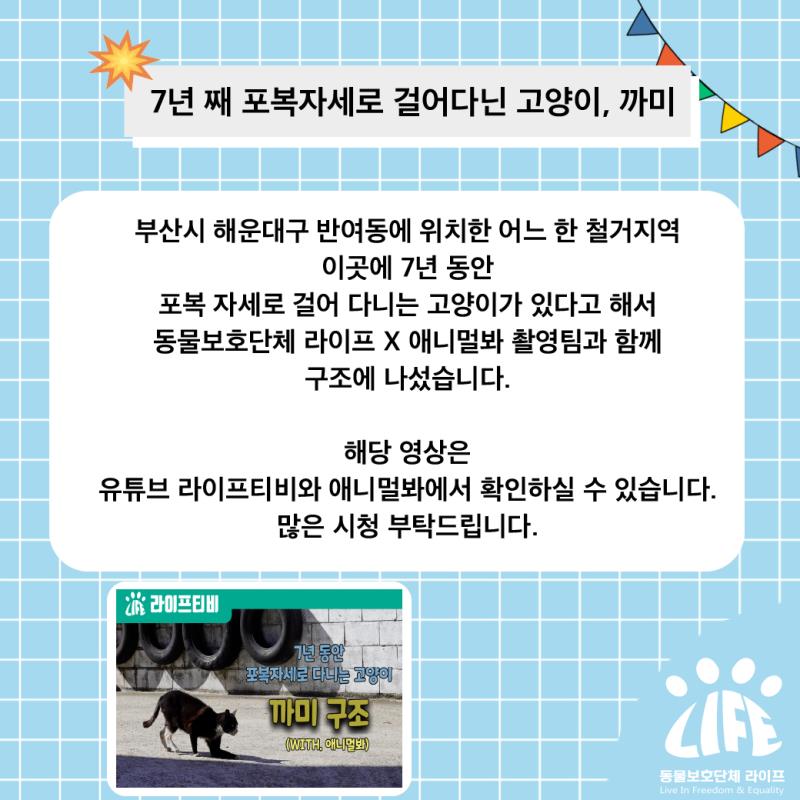 7년 째 포복자세로 걸어다닌 고양이, 까미
부산시 해운대구 반여동에 위치한 어느 한 철거지역
이곳에 7년 동안
포복 자세로 걸어 다니는 고양이가 있다고 해서
동물보호단체 라이프 X 애니멀봐 촬영팀과 함께
구조에 나섰습니다.
해당 영상은
유튜브 라이프티비와 애니멀봐에서 확인하실 수 있습니다.
많은 시청 부탁드립니다.
LIFE 라이프티비
7년 동안
포복자세로 다니는 고양이
까미 구조
(WITH. 애니멀봐)
LIFE
동물보호단체 라이프
Live In Freedom & Equality